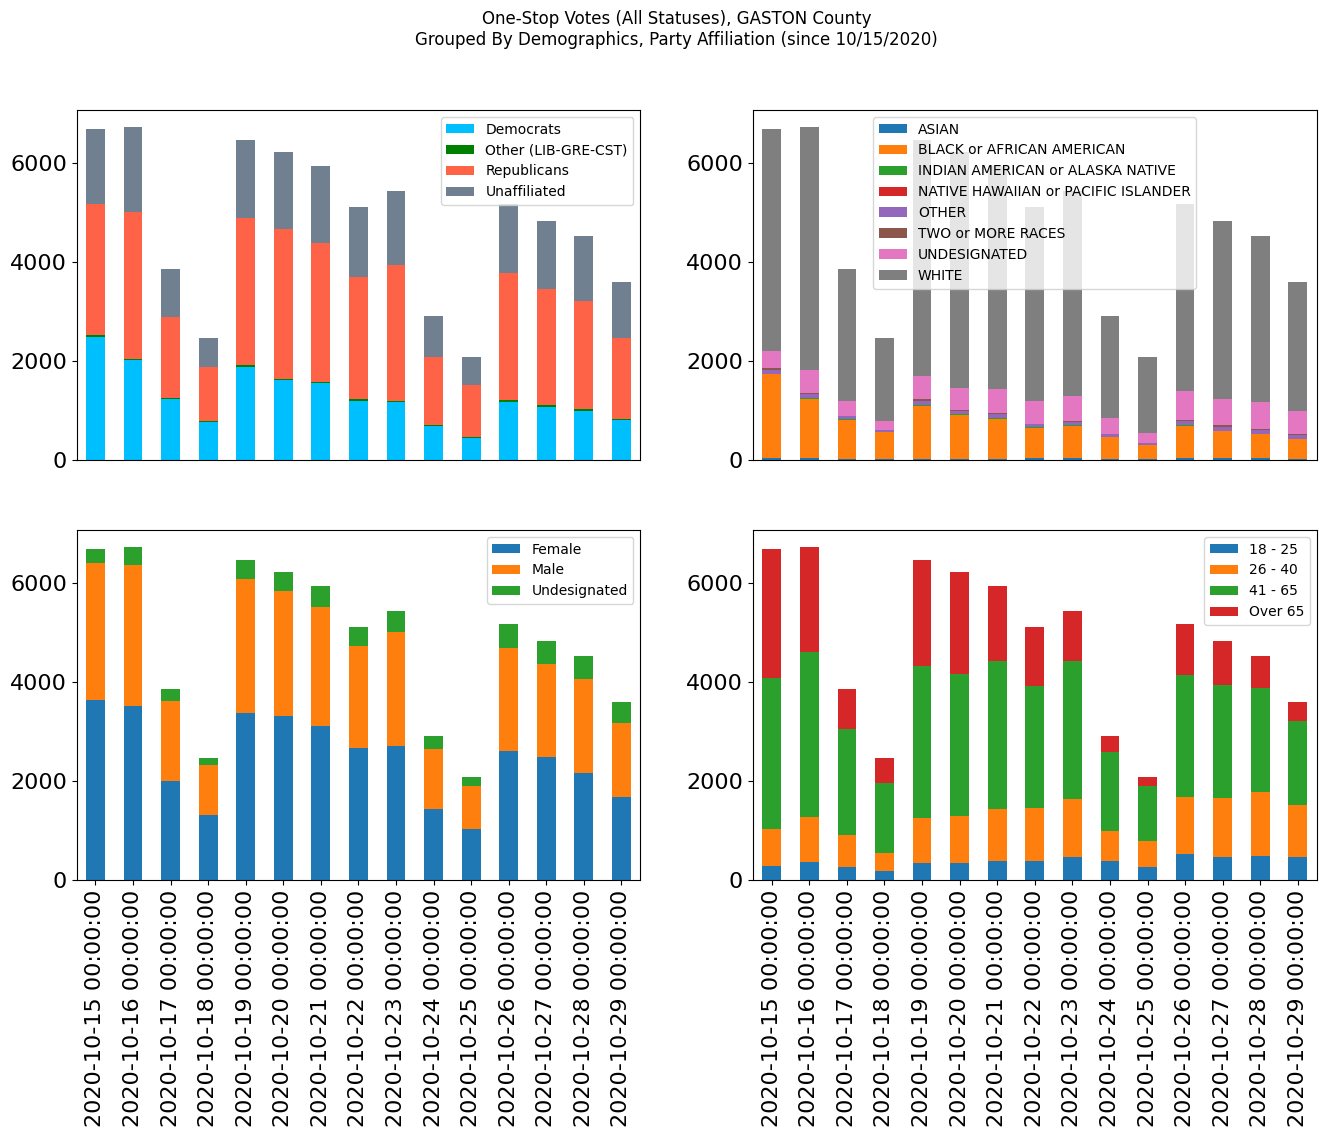 One-Stop Votes (All Statuses), GASTON County
Grouped By Demographics, Party Affiliation (since 10/15/2020)
6000
4000
2000
0
Democrats
Other (LIB-GRE-CST)
Republicans
Unaffiliated
6000
4000
2000
0
ASIAN
BLACK or AFRICAN AMERICAN
INDIAN AMERICAN or ALASKA NATIVE
NATIVE HAWAIIAN or PACIFIC ISLANDER
OTHER
TWO or MORE RACES
UNDESIGNATED
WHITE
6000
4000
2000
0
Female
Male
Undesignated
2020-10-15 00:00:00
2020-10-16 00:00:00
2020-10-17 00:00:00
2020-10-18 00:00:00
2020-10-19 00:00:00
2020-10-20 00:00:00
2020-10-21 00:00:00
2020-10-22 00:00:00
2020-10-23 00:00:00
2020-10-24 00:00:00
2020-10-25 00:00:00
2020-10-26 00:00:00
2020-10-27 00:00:00
2020-10-28 00:00:00
2020-10-29 00:00:00
6000
4000
2000
0
18 - 25
26 - 40
41 - 65
Over 65
2020-10-15 00:00:00
2020-10-16 00:00:00
2020-10-17 00:00:00
2020-10-18 00:00:00
2020-10-19 00:00:00
2020-10-20 00:00:00
2020-10-21 00:00:00
2020-10-22 00:00:00
2020-10-23 00:00:00
2020-10-24 00:00:00
2020-10-25 00:00:00
2020-10-26 00:00:00
2020-10-27 00:00:00
2020-10-28 00:00:00
2020-10-29 00:00:00